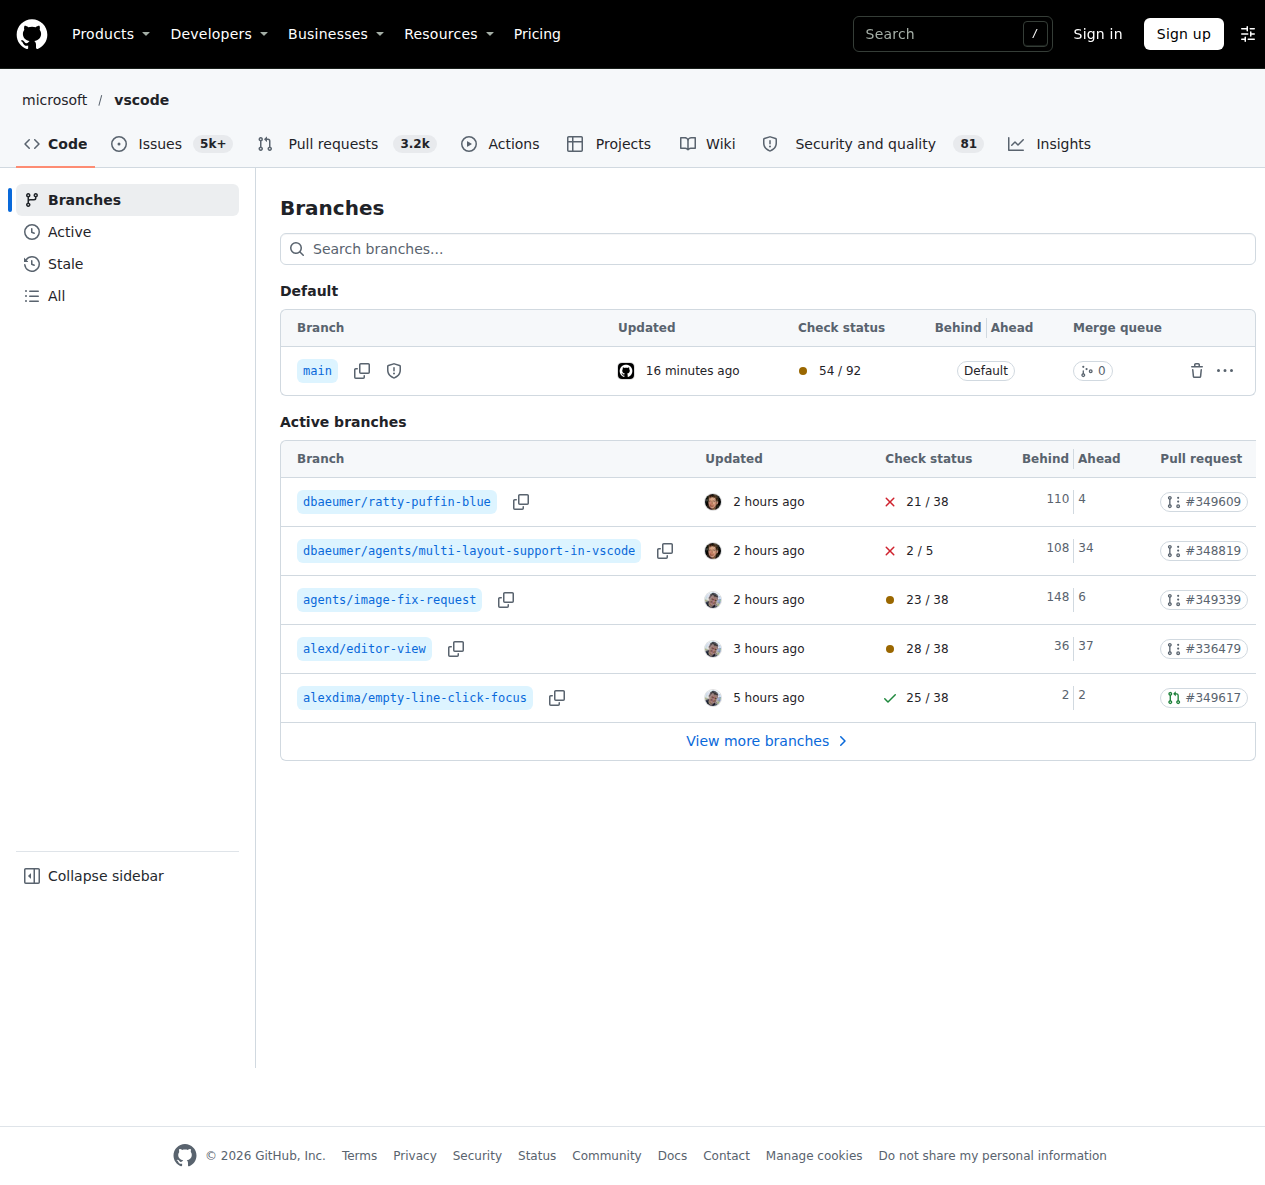 Products Developers Businesses Resources Pricing Search / Sign in Sign up
microsoft / vscode
Code Issues 5k+ Pull requests 3.2k Actions Projects Wiki Security and quality 81 Insights
Branches
Active
Stale
All
Collapse sidebar
Branches
Search branches...
Default
Branch Updated Check status Behind Ahead Merge queue
main 16 minutes ago 54 / 92 Default 0
Active branches
Branch Updated Check status Behind Ahead Pull request
dbaeumer/ratty-puffin-blue 2 hours ago 21 / 38 110 4 #349609
dbaeumer/agents/multi-layout-support-in-vscode 2 hours ago 2 / 5 108 34 #348819
agents/image-fix-request 2 hours ago 23 / 38 148 6 #349339
alexd/editor-view 3 hours ago 28 / 38 36 37 #336479
alexdima/empty-line-click-focus 5 hours ago 25 / 38 2 2 #349617
View more branches
© 2026 GitHub, Inc. Terms Privacy Security Status Community Docs Contact Manage cookies Do not share my personal information